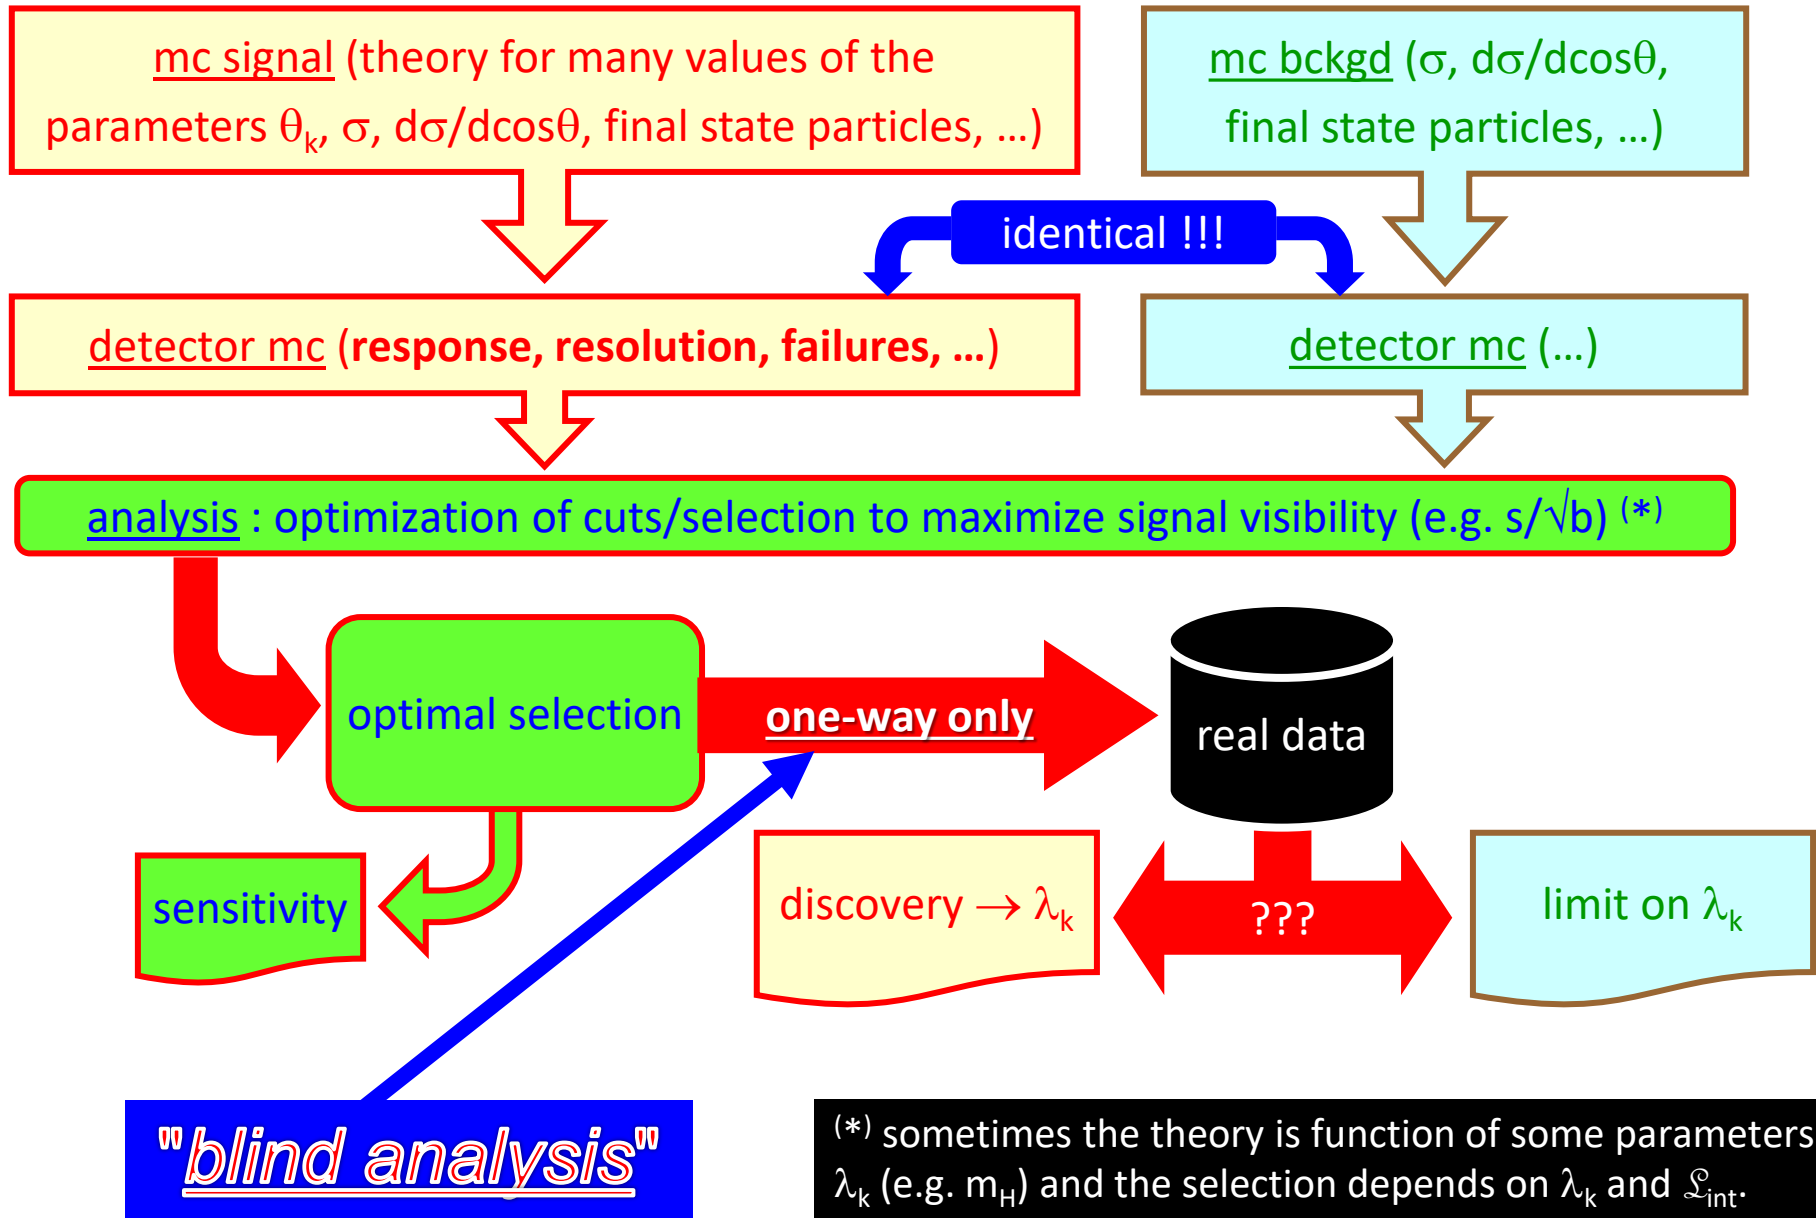 mc signal (theory for many values of the
parameters θk, σ, dσ/dcosθ, final state particles, …)
mc bckgd (σ, dσ/dcosθ,
final state particles, …)
identical !!!
detector mc (response, resolution, failures, …)
detector mc (…)
analysis : optimization of cuts/selection to maximize signal visibility (e.g. s/√b) (*)
optimal selection
one-way only
real data
sensitivity
discovery → λk
???
limit on λk
"blind analysis"
(*) sometimes the theory is function of some parameters
λk (e.g. mH) and the selection depends on λk and ℒint.